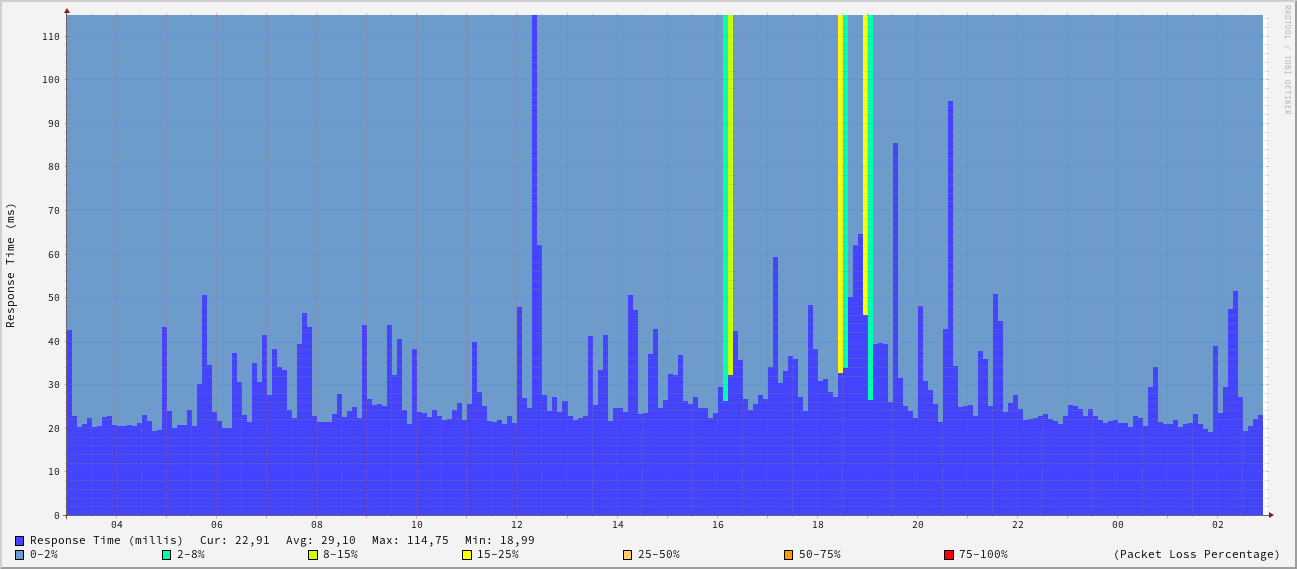 RRDTOOL / TOBI OETIKER
Response Time (ms)
110
100
90
80
70
60
50
40
30
20
10
0
04 06 08 10 12 14 16 18 20 22 00 02
Response Time (millis) Cur: 22,91 Avg: 29,10 Max: 114,75 Min: 18,99
0-2% 2-8% 8-15% 15-25% 25-50% 50-75% 75-100% (Packet Loss Percentage)